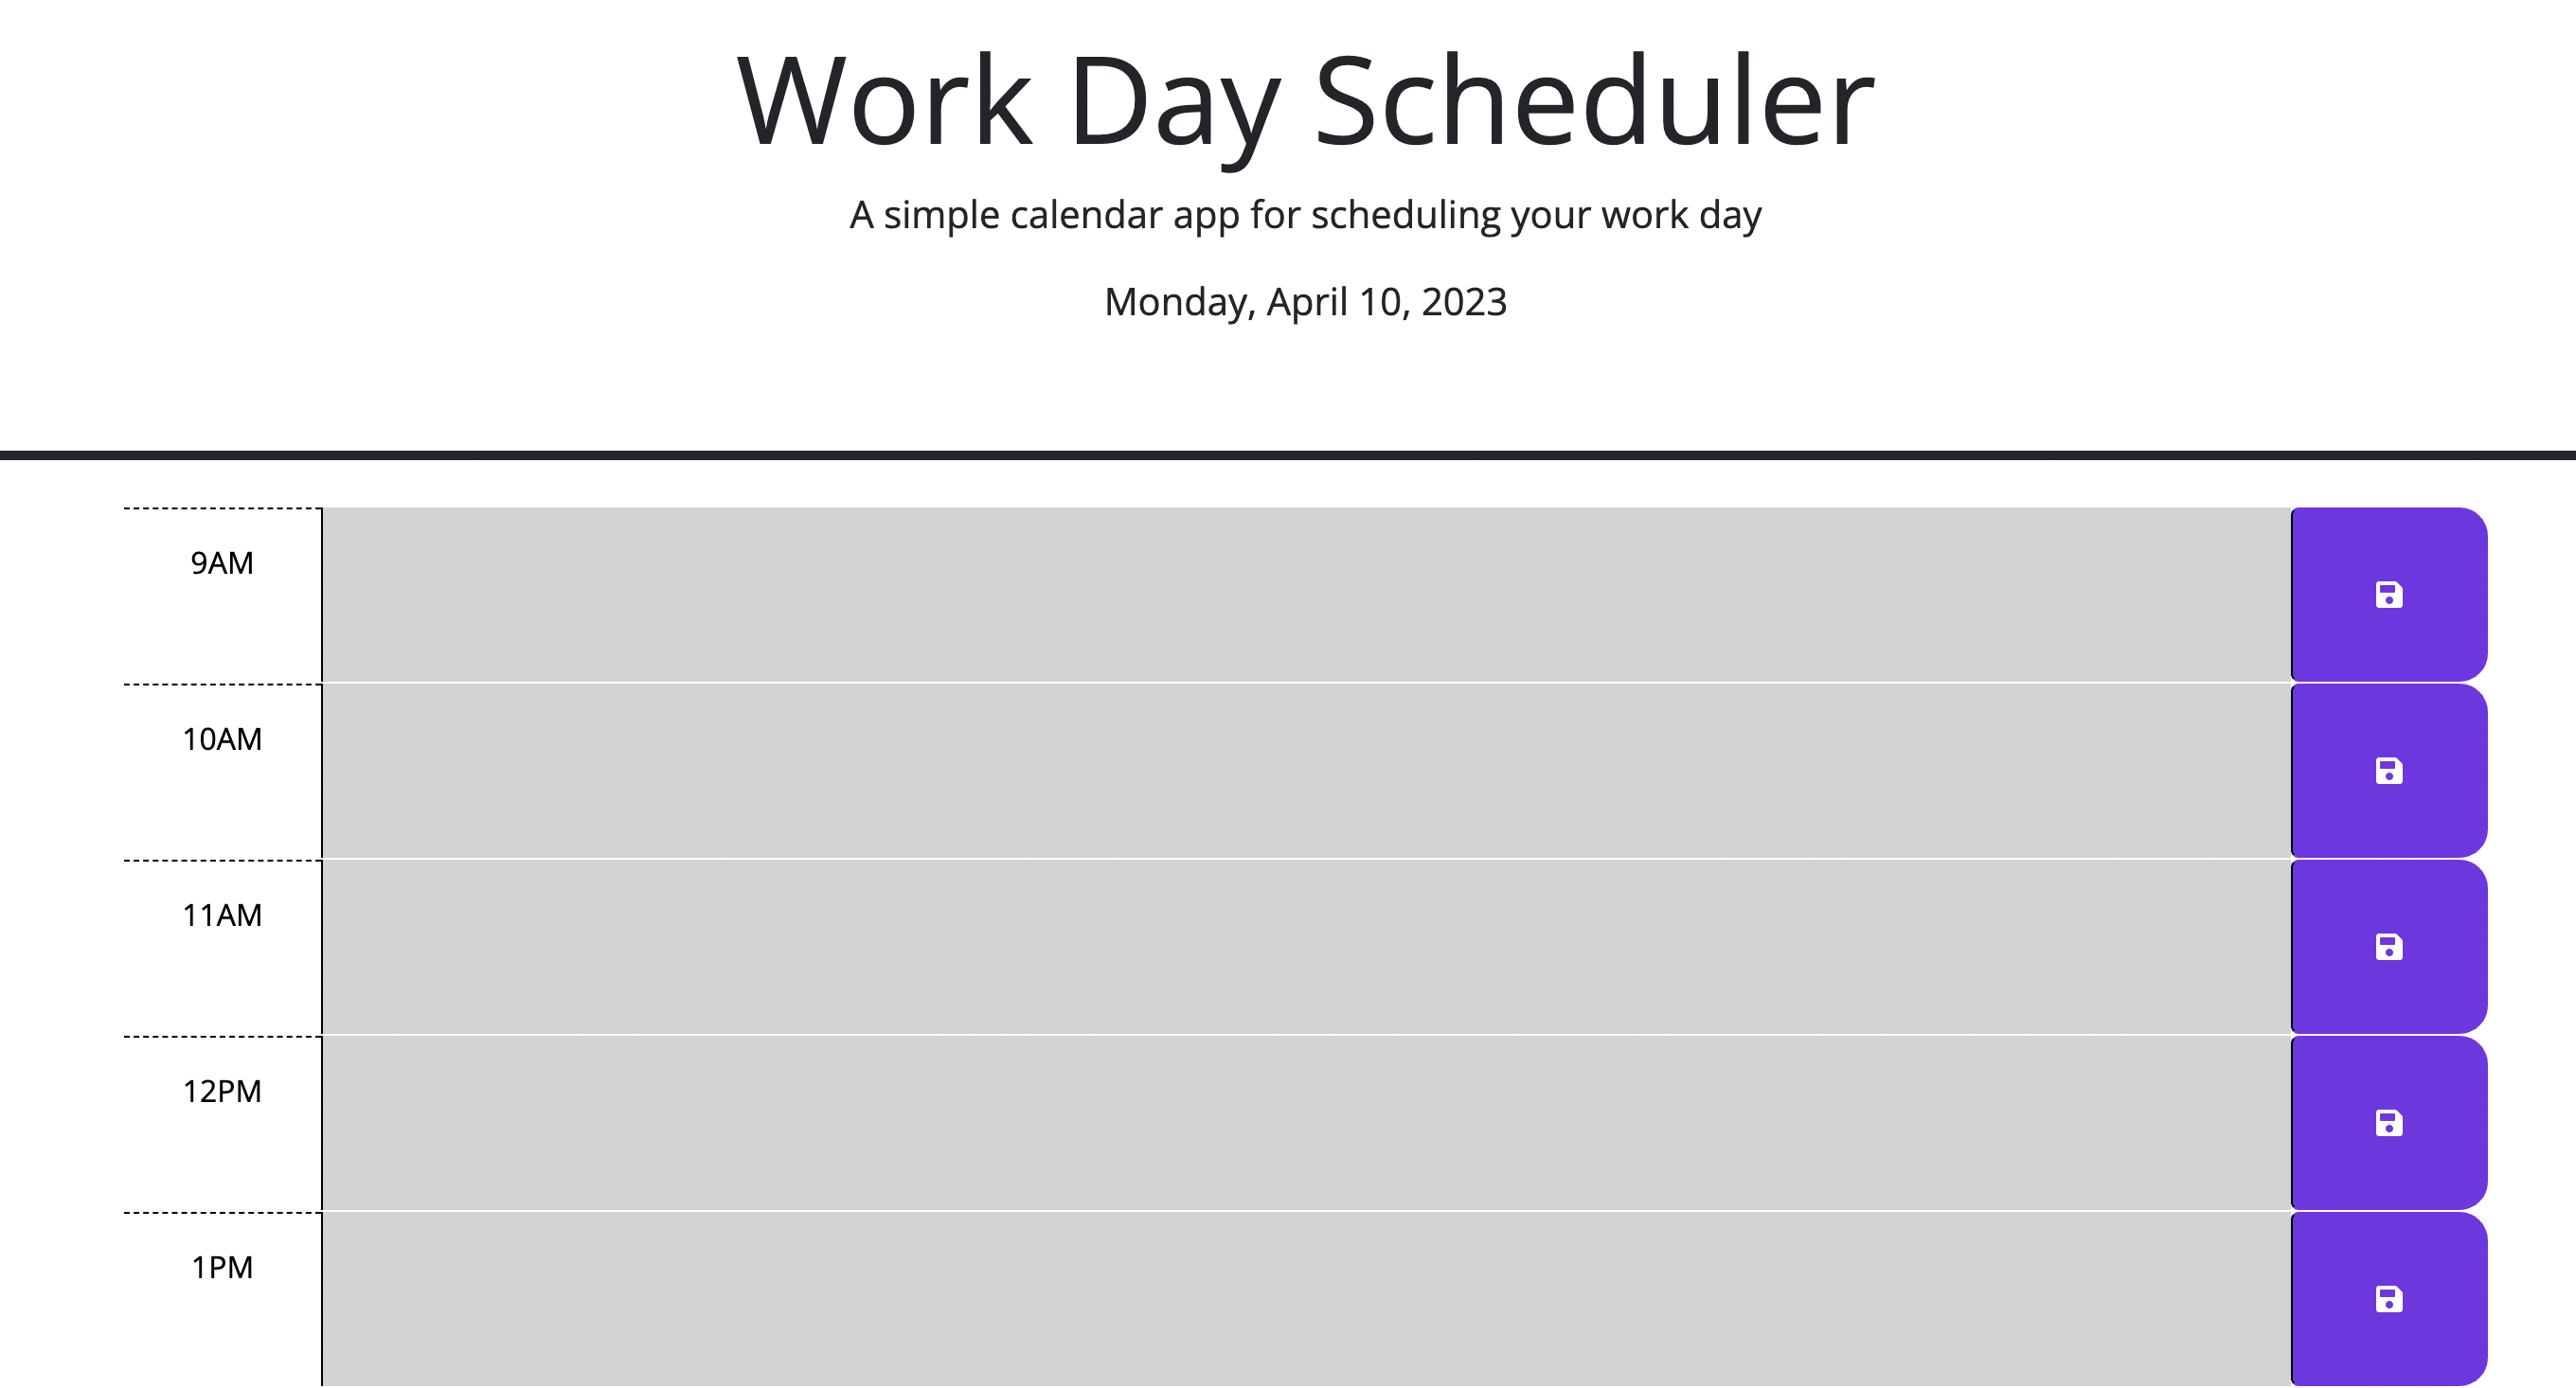 Work Day Scheduler
A simple calendar app for scheduling your work day
Monday, April 10, 2023
9AM
10AM
11AM
12PM
1PM